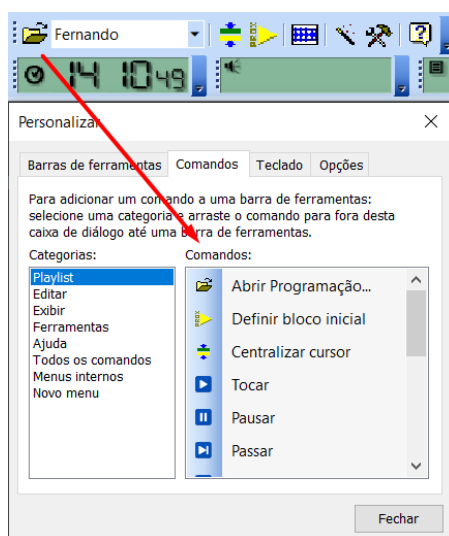 Fernando
PROX
14 10 49
Personalizar
Barras de ferramentas Comandos Teclado Opções
Para adicionar um comando a uma barra de ferramentas:
selecione uma categoria e arraste o comando para fora desta
caixa de diálogo até uma barra de ferramentas.
Categorias: Comandos:
Playlist
Editar
Exibir
Ferramentas
Ajuda
Todos os comandos
Menus internos
Novo menu
Abrir Programação...
PROX
Definir bloco inicial
Centralizar cursor
Tocar
Pausar
Passar
Fechar